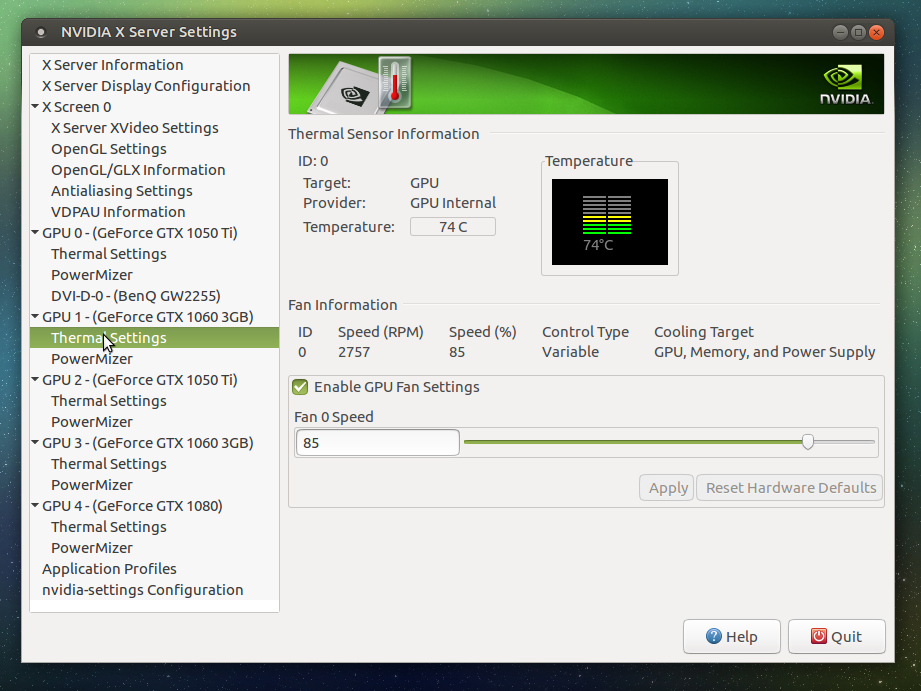 NVIDIA X Server Settings
X Server Information
X Server Display Configuration
X Screen 0
X Server XVideo Settings
OpenGL Settings
OpenGL/GLX Information
Antialiasing Settings
VDPAU Information
GPU 0 - (GeForce GTX 1050 Ti)
Thermal Settings
PowerMizer
DVI-D-0 - (BenQ GW2255)
GPU 1 - (GeForce GTX 1060 3GB)
Thermal Settings
PowerMizer
GPU 2 - (GeForce GTX 1050 Ti)
Thermal Settings
PowerMizer
GPU 3 - (GeForce GTX 1060 3GB)
Thermal Settings
PowerMizer
GPU 4 - (GeForce GTX 1080)
Thermal Settings
PowerMizer
Application Profiles
nvidia-settings Configuration
NVIDIA.
Thermal Sensor Information
ID: 0
Target: GPU
Provider: GPU Internal
Temperature: 74 C
Temperature
74°C
Fan Information
ID Speed (RPM) Speed (%) Control Type Cooling Target
0 2757 85 Variable GPU, Memory, and Power Supply
Enable GPU Fan Settings
Fan 0 Speed
85
Apply Reset Hardware Defaults
Help Quit